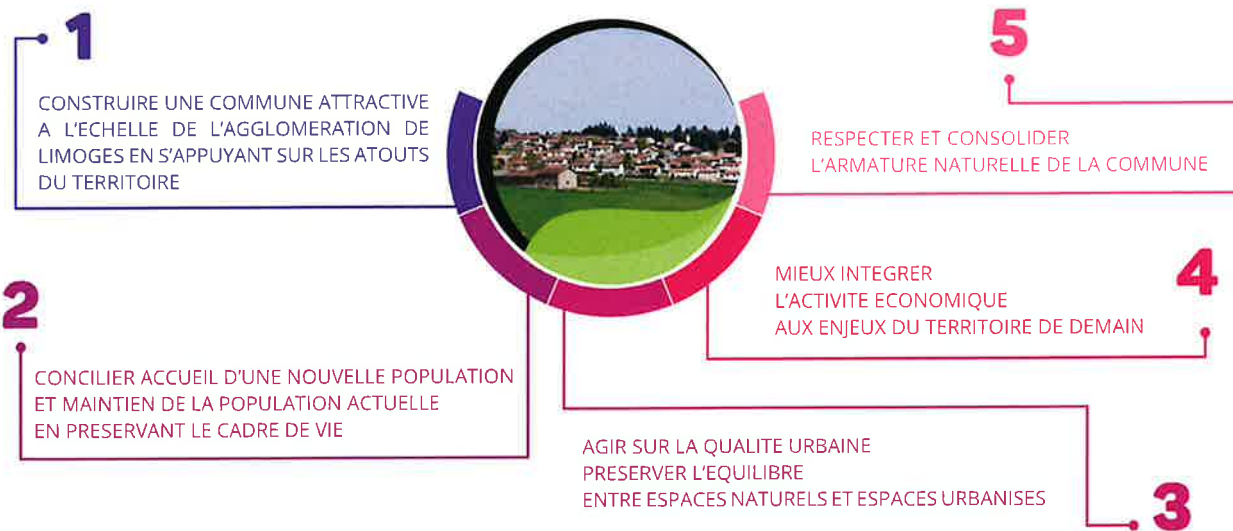 1
CONSTRUIRE UNE COMMUNE ATTRACTIVE
A L'ECHELLE DE L'AGGLOMERATION DE
LIMOGES EN S'APPUYANT SUR LES ATOUTS
DU TERRITOIRE
2
CONCILIER ACCUEIL D'UNE NOUVELLE POPULATION
ET MAINTIEN DE LA POPULATION ACTUELLE
EN PRESERVANT LE CADRE DE VIE
3
AGIR SUR LA QUALITE URBAINE
PRESERVER L'EQUILIBRE
ENTRE ESPACES NATURELS ET ESPACES URBANISES
4
MIEUX INTEGRER
L'ACTIVITE ECONOMIQUE
AUX ENJEUX DU TERRITOIRE DE DEMAIN
5
RESPECTER ET CONSOLIDER
L'ARMATURE NATURELLE DE LA COMMUNE